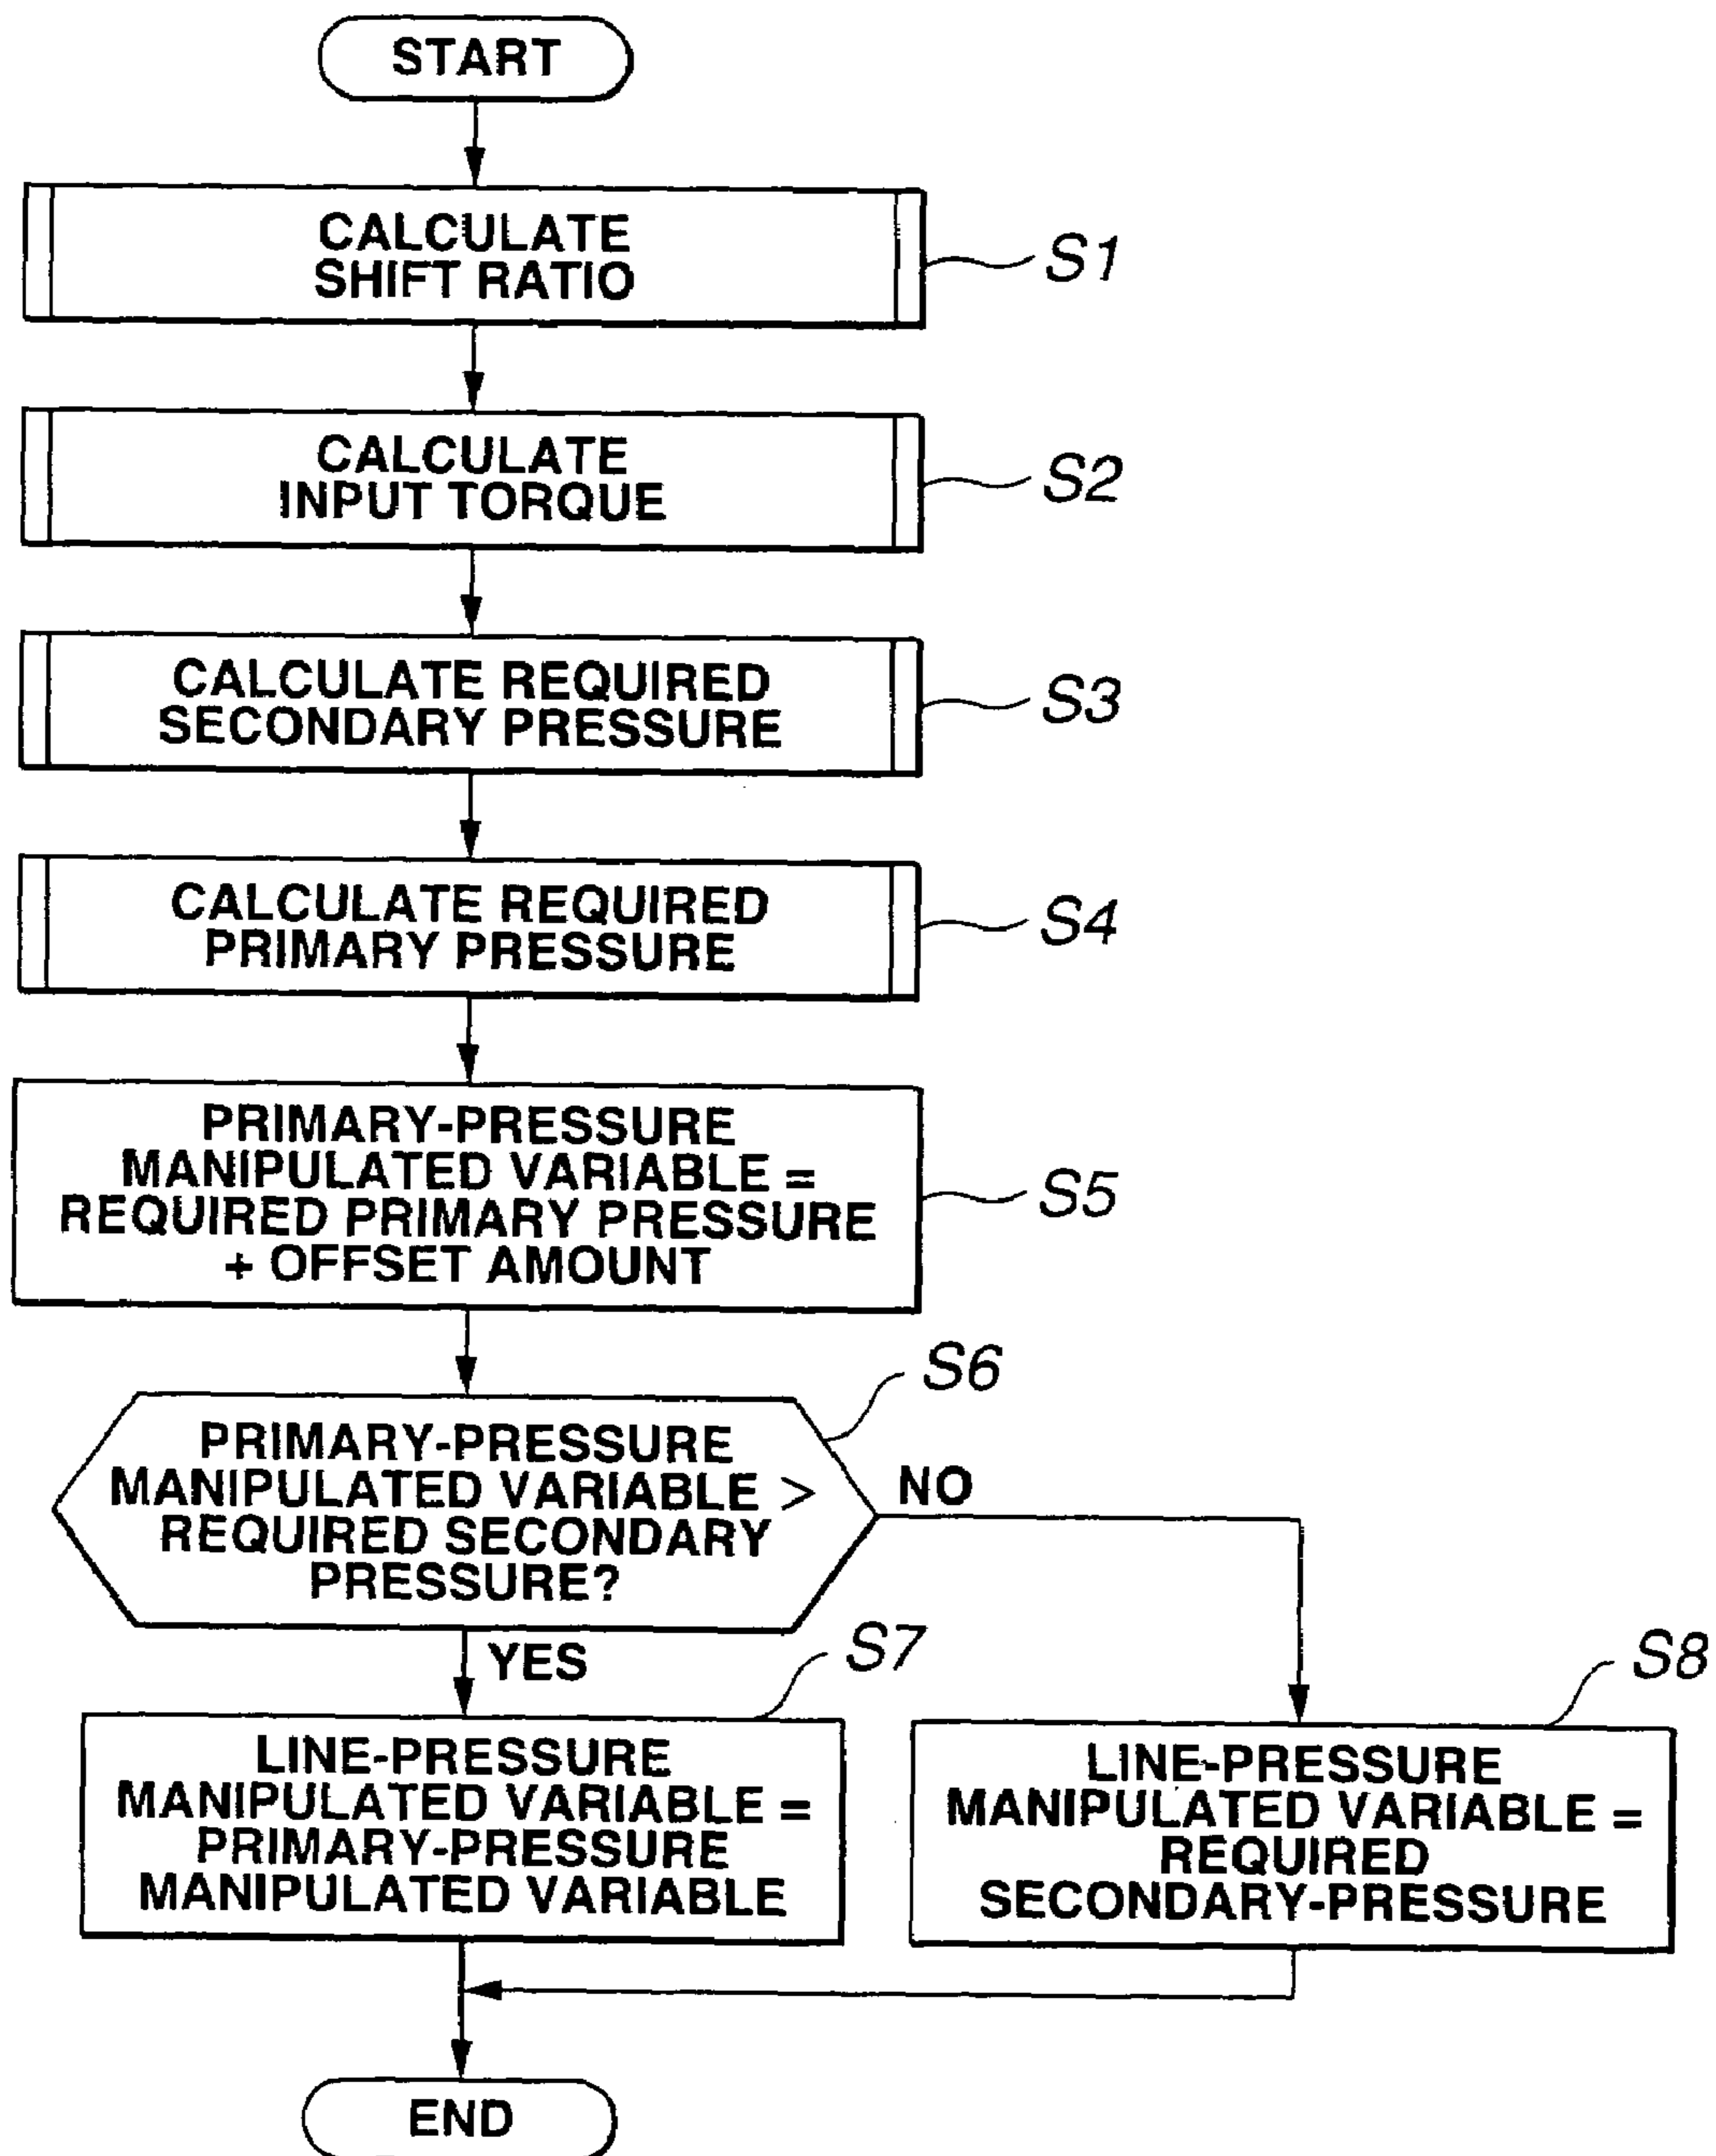 START
CALCULATE
SHIFT RATIO
S1
CALCULATE
INPUT TORQUE
S2
CALCULATE REQUIRED
SECONDARY PRESSURE
S3
CALCULATE REQUIRED
PRIMARY PRESSURE
S4
PRIMARY-PRESSURE
MANIPULATED VARIABLE =
REQUIRED PRIMARY PRESSURE
+ OFFSET AMOUNT
S5
S6
PRIMARY-PRESSURE
MANIPULATED VARIABLE >
REQUIRED SECONDARY
PRESSURE?
NO
YES
S7
LINE-PRESSURE
MANIPULATED VARIABLE =
PRIMARY-PRESSURE
MANIPULATED VARIABLE
S8
LINE-PRESSURE
MANIPULATED VARIABLE =
REQUIRED
SECONDARY-PRESSURE
END